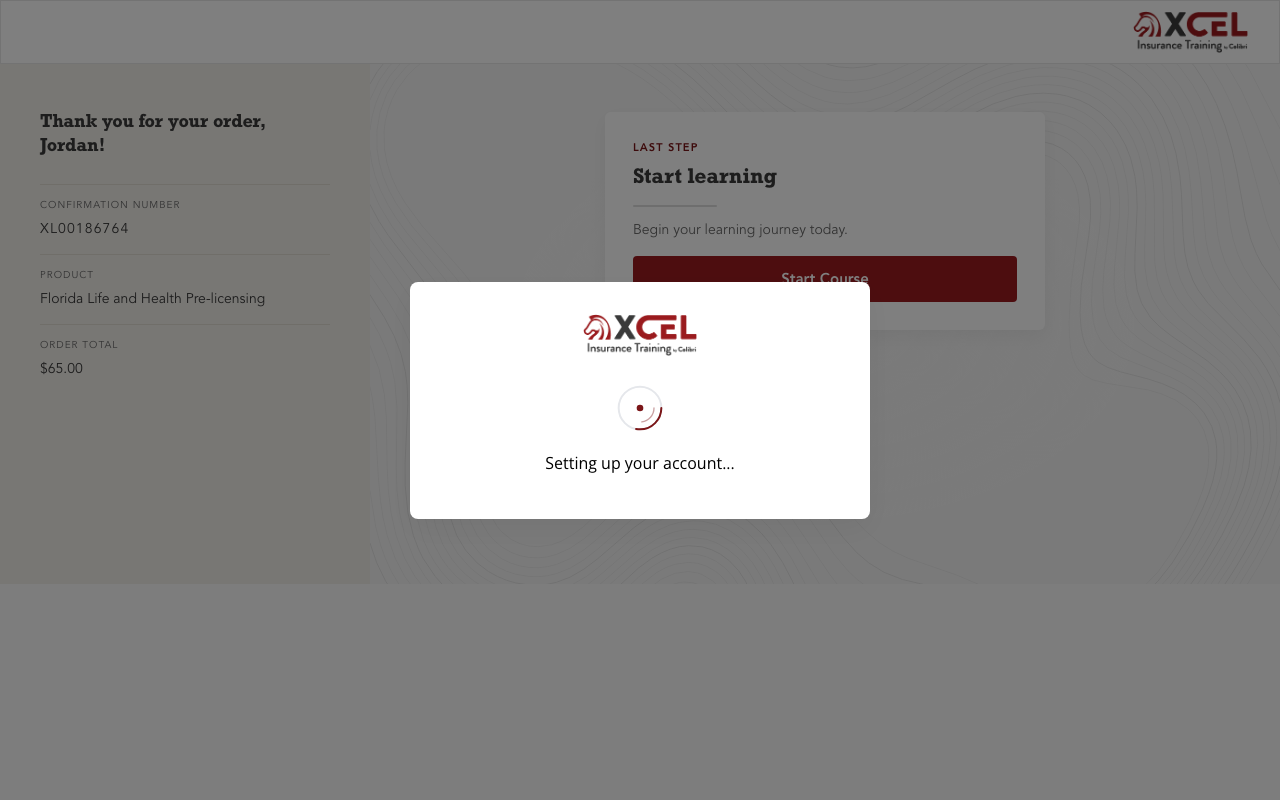 XCEL
Insurance Training by Colibri
Thank you for your order,
Jordan!
CONFIRMATION NUMBER
XL00186764
PRODUCT
Florida Life and Health Pre-licensing
ORDER TOTAL
$65.00
LAST STEP
Start learning
Begin your learning journey today.
Start Course
XCEL
Insurance Training by Colibri
Setting up your account...